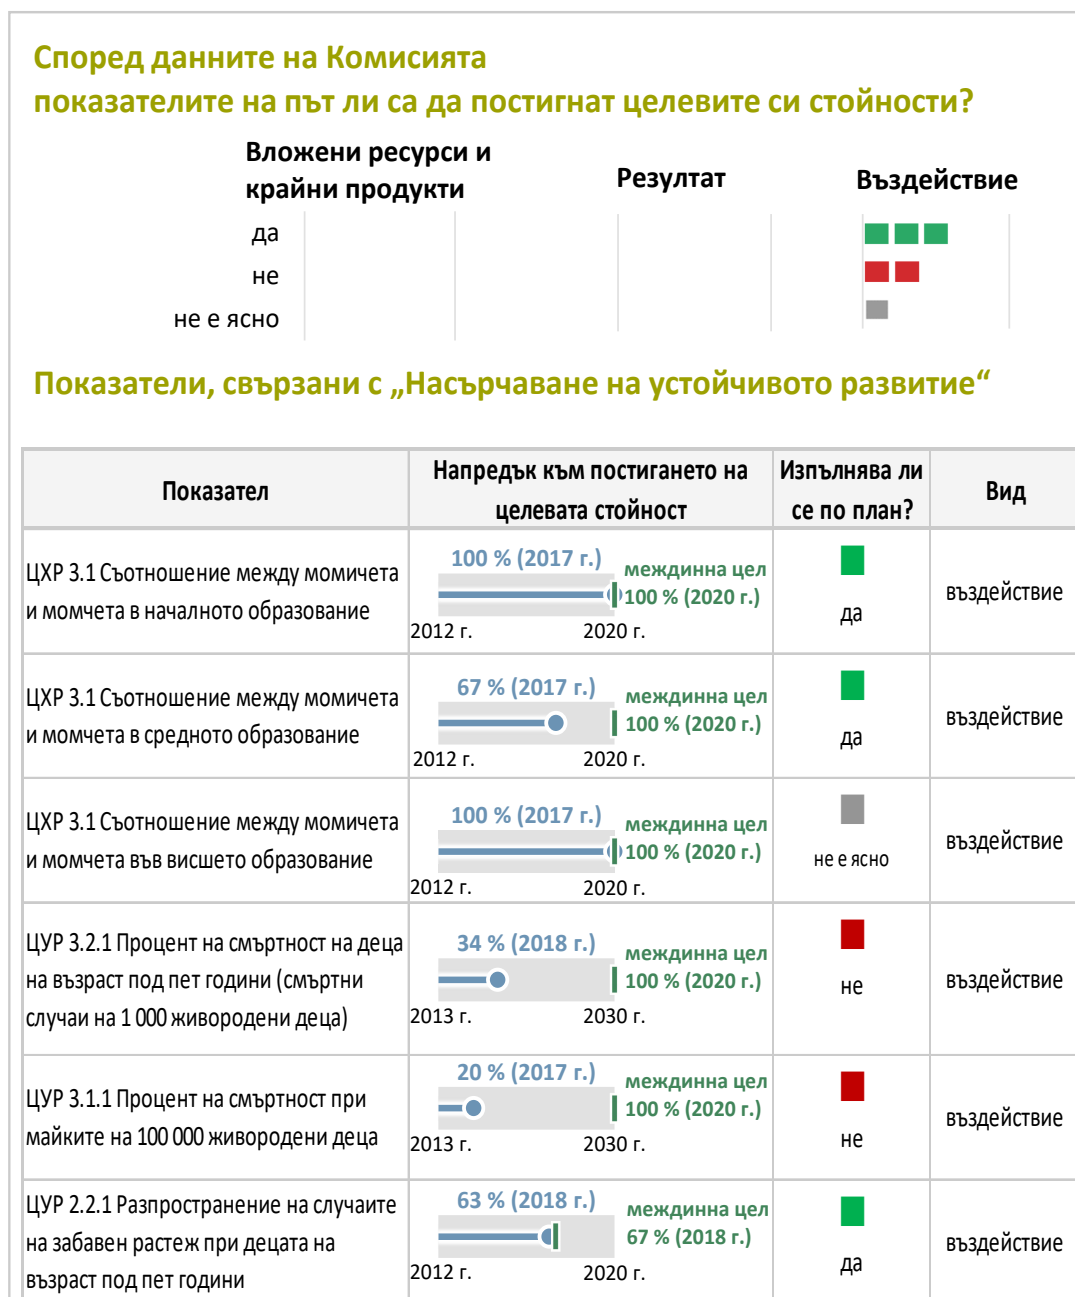 Според данните на Комисията
показателите на път ли са да постигнат целевите си стойности?
Вложени ресурси и
крайни продукти
Резултат
Въздействие
да
не
не е ясно
Показатели, свързани с „Насърчаване на устойчивото развитие“
Показател
Напредък към постигането на
целевата стойност
Изпълнява ли
се по план?
Вид
ЦХР 3.1 Съотношение между момичета
и момчета в началното образование
100 % (2017 г.)
междинна цел
100 % (2020 г.)
2012 г.
2020 г.
да
въздействие
ЦХР 3.1 Съотношение между момичета
и момчета в средното образование
67 % (2017 г.)
междинна цел
100 % (2020 г.)
2012 г.
2020 г.
да
въздействие
ЦХР 3.1 Съотношение между момичета
и момчета във висшето образование
100 % (2017 г.)
междинна цел
100 % (2020 г.)
2012 г.
2020 г.
не е ясно
въздействие
ЦУР 3.2.1 Процент на смъртност на деца
на възраст под пет години (смъртни
случаи на 1 000 живородени деца)
34 % (2018 г.)
междинна цел
100 % (2020 г.)
2013 г.
2030 г.
не
въздействие
ЦУР 3.1.1 Процент на смъртност при
майките на 100 000 живородени деца
20 % (2017 г.)
междинна цел
100 % (2020 г.)
2013 г.
2030 г.
не
въздействие
ЦУР 2.2.1 Разпространение на случаите
на забавен растеж при децата на
възраст под пет години
63 % (2018 г.)
междинна цел
67 % (2018 г.)
2012 г.
2020 г.
да
въздействие